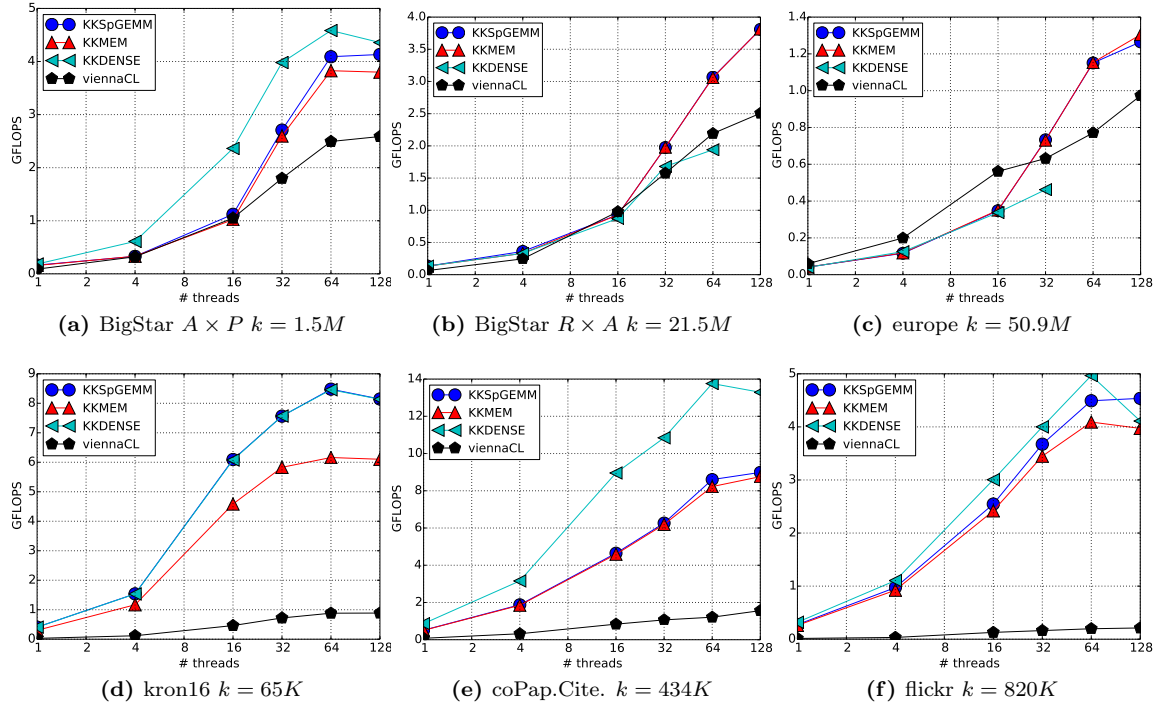 5
4
3
2
1
0
GFLOPS
KKSpGEMM
KKMEM
KKDENSE
viennaCL
1 2 4 8 16 32 64 128
# threads
(a) BigStar A × P k = 1.5M
4.0
3.5
3.0
2.5
2.0
1.5
1.0
0.5
0.0
GFLOPS
KKSpGEMM
KKMEM
KKDENSE
viennaCL
1 2 4 8 16 32 64 128
# threads
(b) BigStar R × A k = 21.5M
1.4
1.2
1.0
0.8
0.6
0.4
0.2
0.0
GFLOPS
KKSpGEMM
KKMEM
KKDENSE
viennaCL
1 2 4 8 16 32 64 128
# threads
(c) europe k = 50.9M
9
8
7
6
5
4
3
2
1
0
GFLOPS
KKSpGEMM
KKMEM
KKDENSE
viennaCL
1 2 4 8 16 32 64 128
# threads
(d) kron16 k = 65K
14
12
10
8
6
4
2
0
GFLOPS
KKSpGEMM
KKMEM
KKDENSE
viennaCL
1 2 4 8 16 32 64 128
# threads
(e) coPap.Cite. k = 434K
5
4
3
2
1
0
GFLOPS
KKSpGEMM
KKMEM
KKDENSE
viennaCL
1 2 4 8 16 32 64 128
# threads
(f) flickr k = 820K